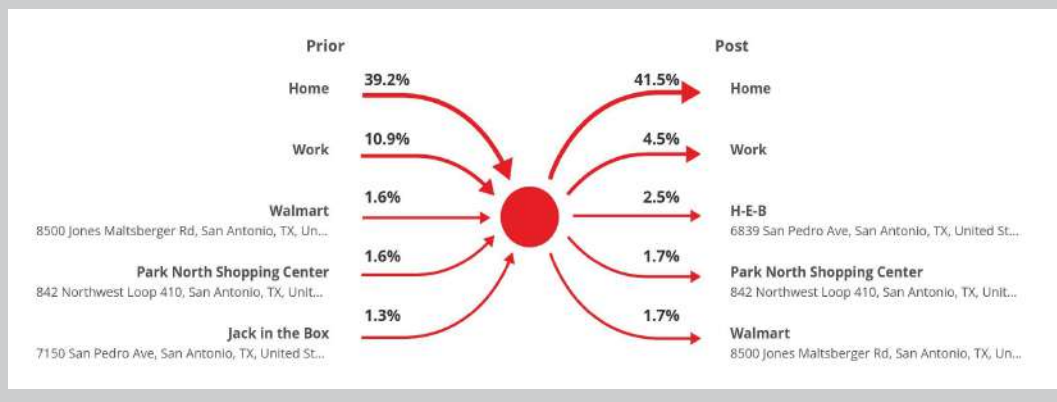 Prior
Post
Home
39.2%
41.5%
Home
Work
10.9%
4.5%
Work
Walmart
1.6%
2.5%
H-E-B
8500 Jones Maltsberger Rd, San Antonio, TX, Un...
6839 San Pedro Ave, San Antonio, TX, United St...
Park North Shopping Center
1.6%
1.7%
Park North Shopping Center
842 Northwest Loop 410, San Antonio, TX, Unit...
842 Northwest Loop 410, San Antonio, TX, Unit...
Jack in the Box
1.3%
1.7%
Walmart
7150 San Pedro Ave, San Antonio, TX, United St...
8500 Jones Maltsberger Rd, San Antonio, TX, Un...